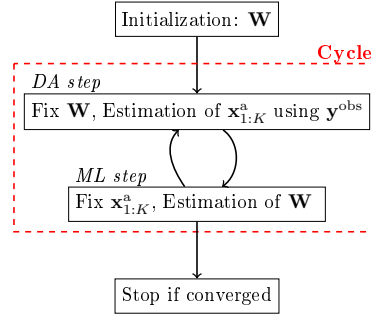 Initialization: W
Cycle
DA step
Fix W, Estimation of x^a_{1:K} using y^obs
ML step
Fix x^a_{1:K}, Estimation of W
Stop if converged